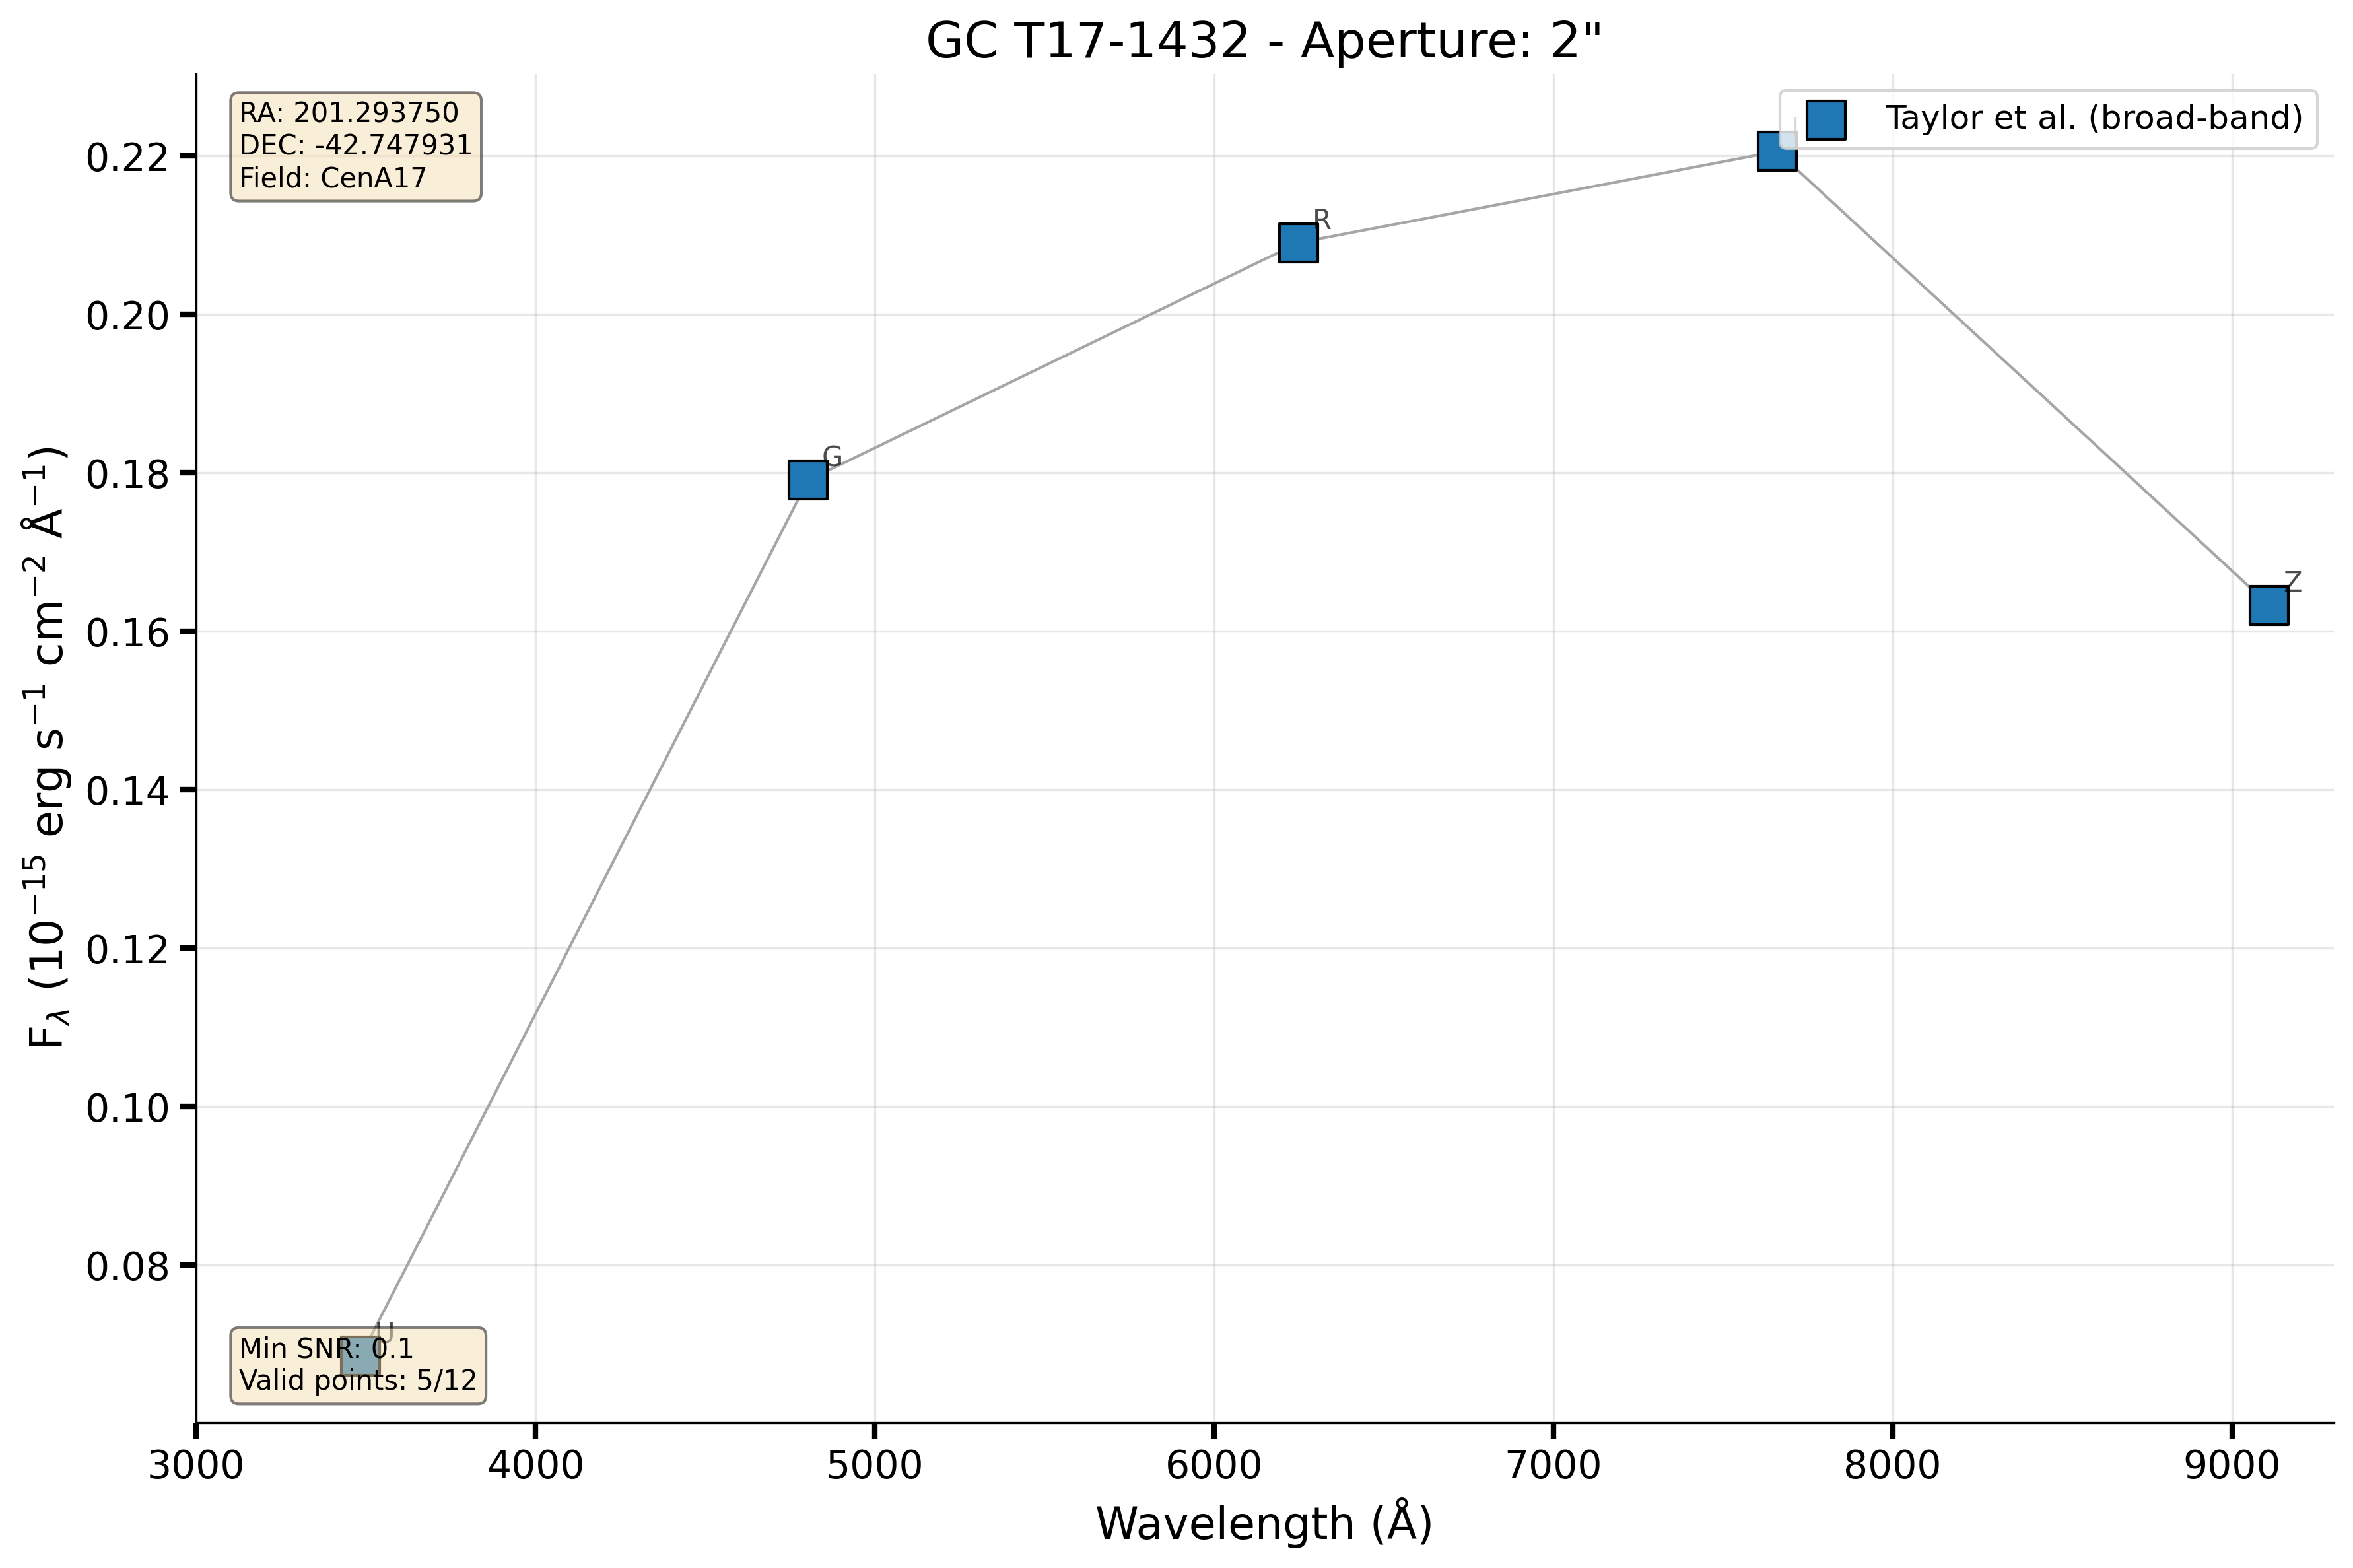 GC T17-1432 - Aperture: 2"
RA: 201.293750
DEC: -42.747931
Field: CenA17
Taylor et al. (broad-band)
F_λ (10⁻¹⁵ erg s⁻¹ cm⁻² Å⁻¹)
0.22
0.20
0.18
0.16
0.14
0.12
0.10
0.08
R
G
Z
U
Min SNR: 0.1
Valid points: 5/12
3000 4000 5000 6000 7000 8000 9000
Wavelength (Å)